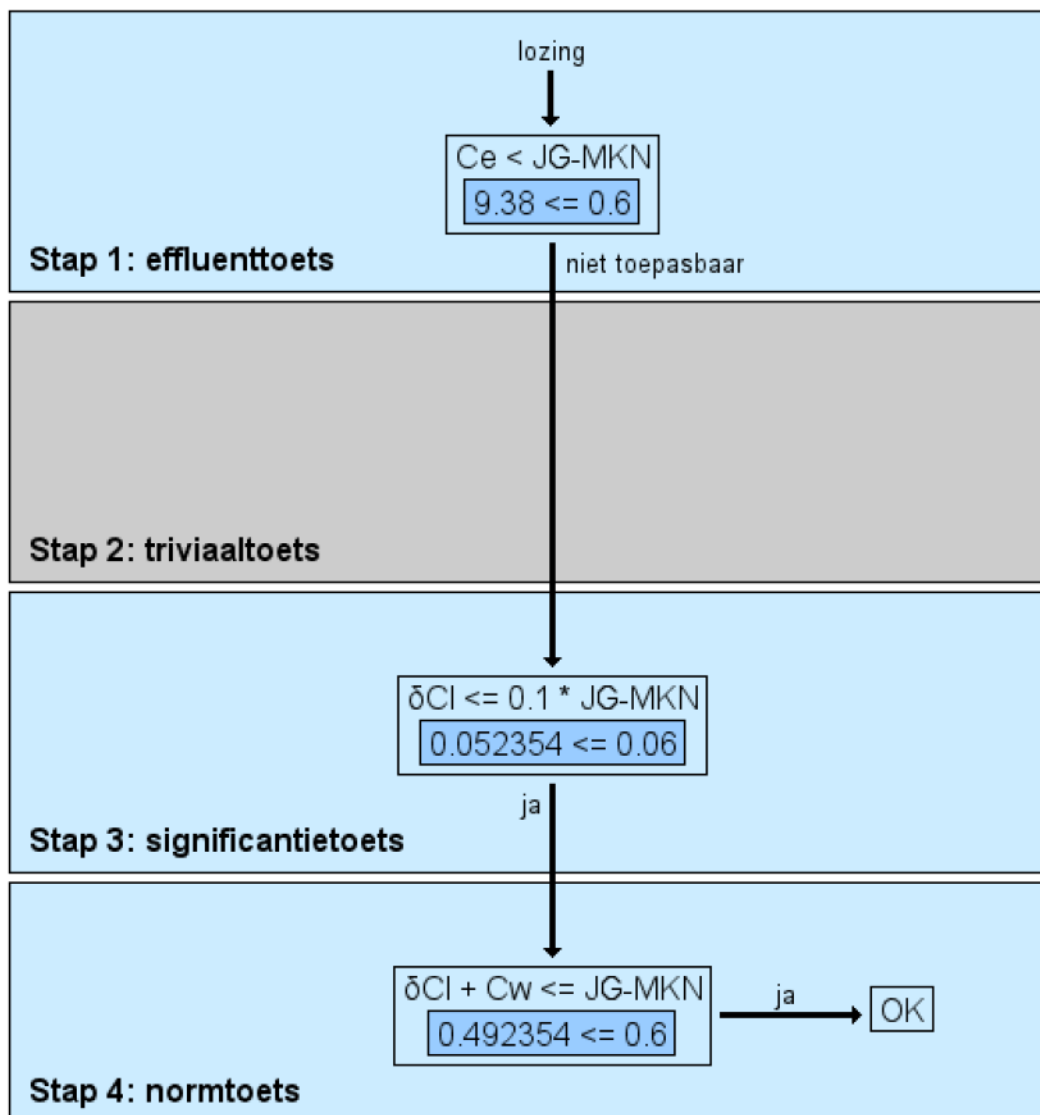 lozing
Ce < JG-MKN
9.38 <= 0.6
niet toepasbaar
Stap 1: effluenttoets
Stap 2: triviaaltoets
δCl <= 0.1 * JG-MKN
0.052354 <= 0.06
ja
Stap 3: significantietoets
δCl + Cw <= JG-MKN
0.492354 <= 0.6
ja
OK
Stap 4: normtoets